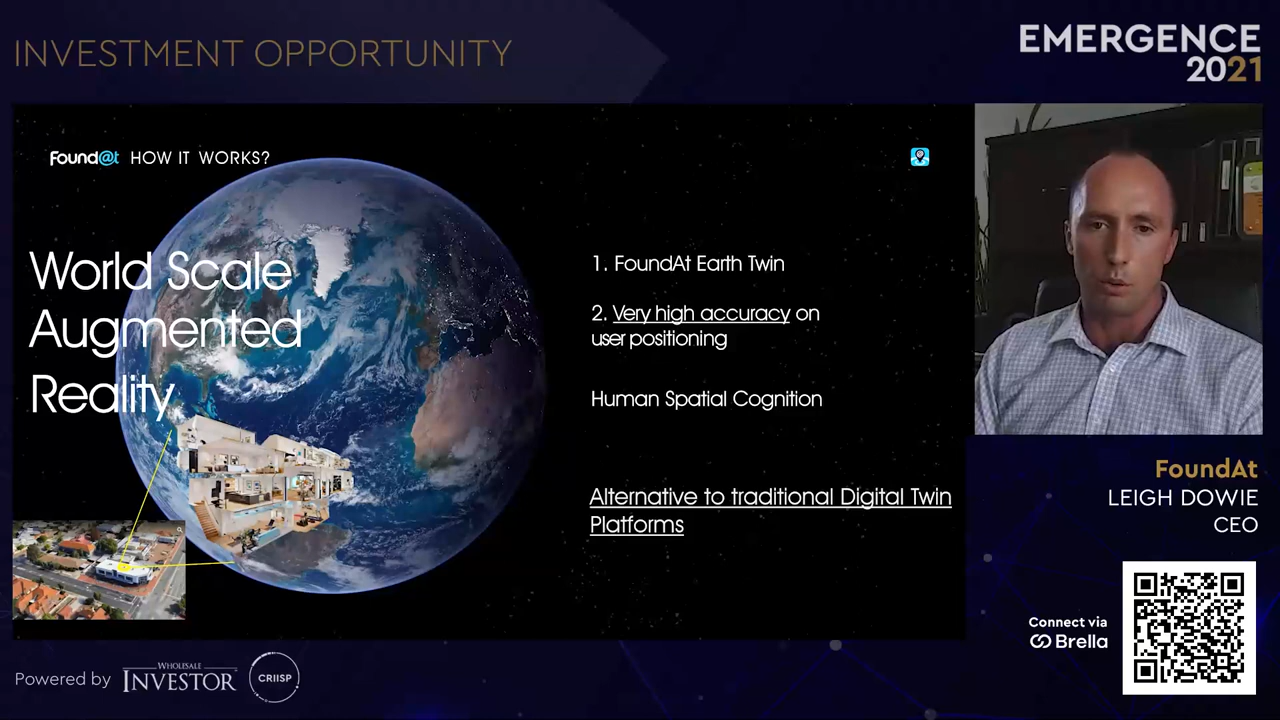 INVESTMENT OPPORTUNITY
EMERGENCE
2021
Found@t HOW IT WORKS?
World Scale
Augmented
Reality
1. FoundAt Earth Twin
2. Very high accuracy on
user positioning
Human Spatial Cognition
Alternative to traditional Digital Twin
Platforms
FoundAt
LEIGH DOWIE
CEO
Connect via
Brella
Powered by
WHOLESALE
INVESTOR
CRIISP